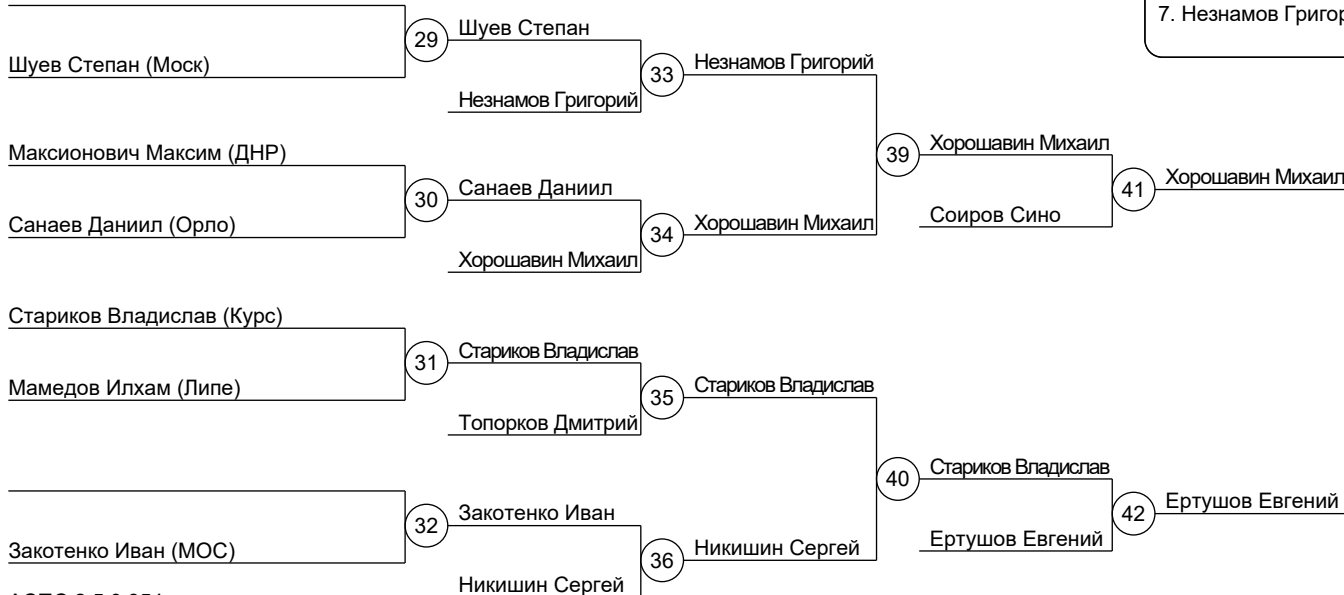 7. Незнамов Григор
29
Шуев Степан
Шуев Степан (Моск)
33
Незнамов Григорий
Незнамов Григорий
Максионович Максим (ДНР)
39
Хорошавин Михаил
30
Санаев Даниил
41
Хорошавин Михаил
Санаев Даниил (Орло)
Соиров Сино
34
Хорошавин Михаил
Хорошавин Михаил
Стариков Владислав (Курс)
31
Стариков Владислав
Мамедов Илхам (Липе)
35
Стариков Владислав
Топорков Дмитрий
40
Стариков Владислав
32
Закотенко Иван
42
Ертушов Евгений
Закотенко Иван (МОС)
36
Никишин Сергей
Ертушов Евгений
Никишин Сергей